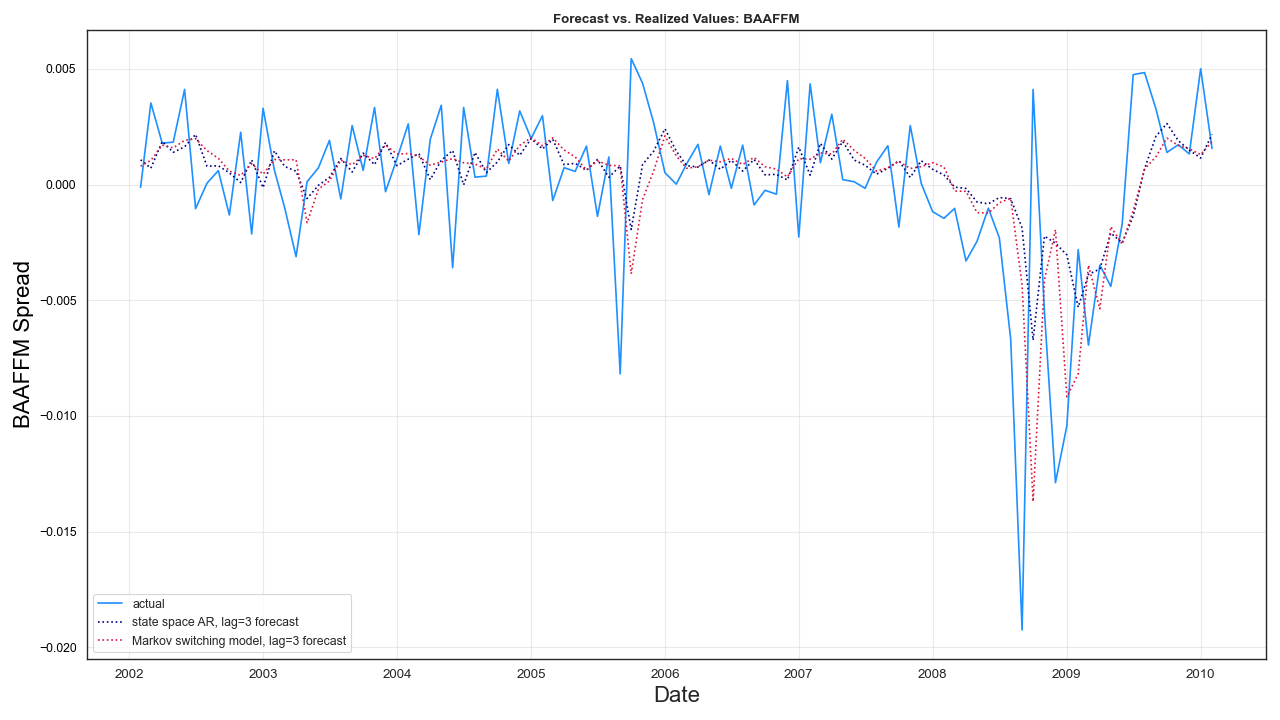 Forecast vs. Realized Values: BAAFFM
BAAFFM Spread
0.005
0.000
−0.005
−0.010
−0.015
−0.020
actual
state space AR, lag=3 forecast
Markov switching model, lag=3 forecast
2002 2003 2004 2005 2006 2007 2008 2009 2010
Date